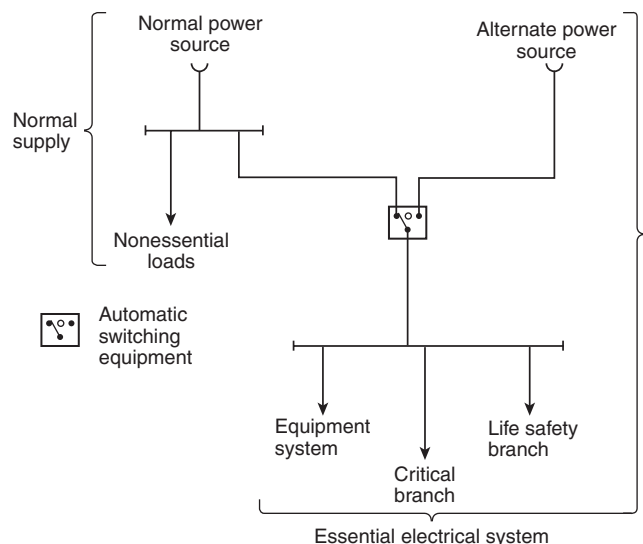 Normal power
source
Alternate power
source
Normal
supply
Nonessential
loads
Automatic
switching
equipment
Equipment
system
Critical
branch
Life safety
branch
Essential electrical system